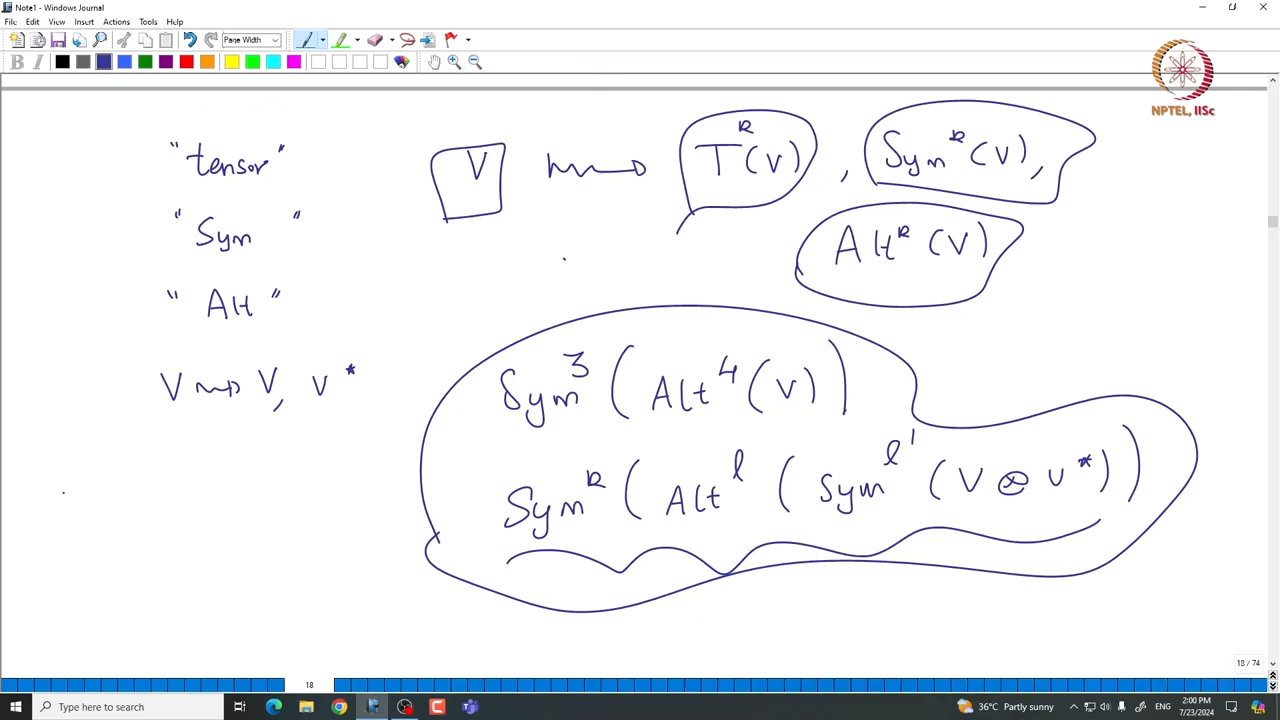 Note1 - Windows Journal
File Edit View Insert Actions Tools Help
Page Width
B I
NPTEL, IISc
"tensor" V ⟿ T^k(V), Sym^k(V),
"Sym" Alt^k(V)
"Alt"
V ⟿ V, V* Sym^3(Alt^4(V))
Sym^k(Alt^l(Sym^l'(V ⊗ V*))
18 / 74
18
Type here to search
36°C Partly sunny
ENG
2:00 PM
7/23/2024